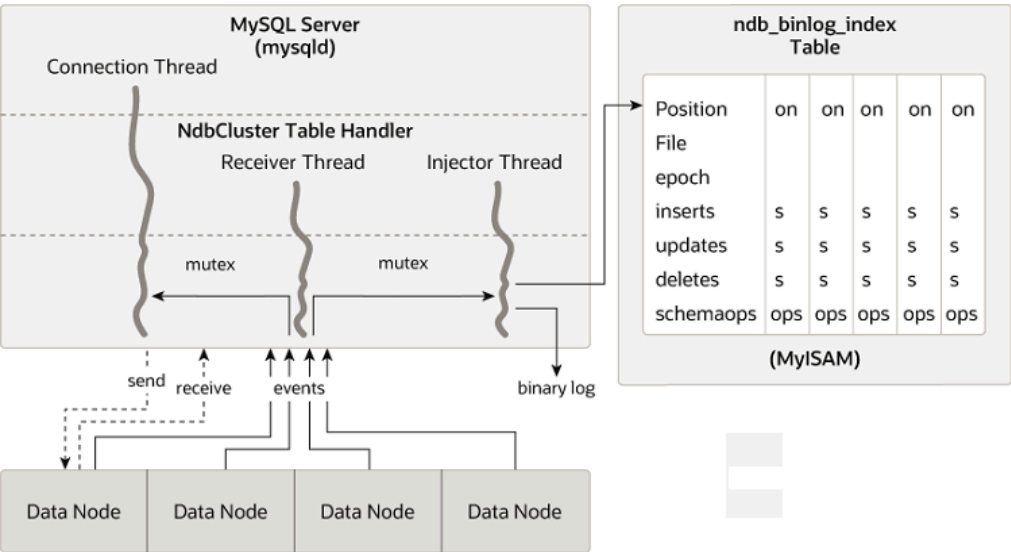 MySQL Server
(mysqld)
Connection Thread
NdbCluster Table Handler
Receiver Thread
Injector Thread
mutex
mutex
send
receive
events
binary log
Data Node
Data Node
Data Node
Data Node
ndb_binlog_index
Table
Position on on on on on
File
epoch
inserts s s s s s
updates s s s s s
deletes s s s s s
schemaops ops ops ops ops ops
(MyISAM)